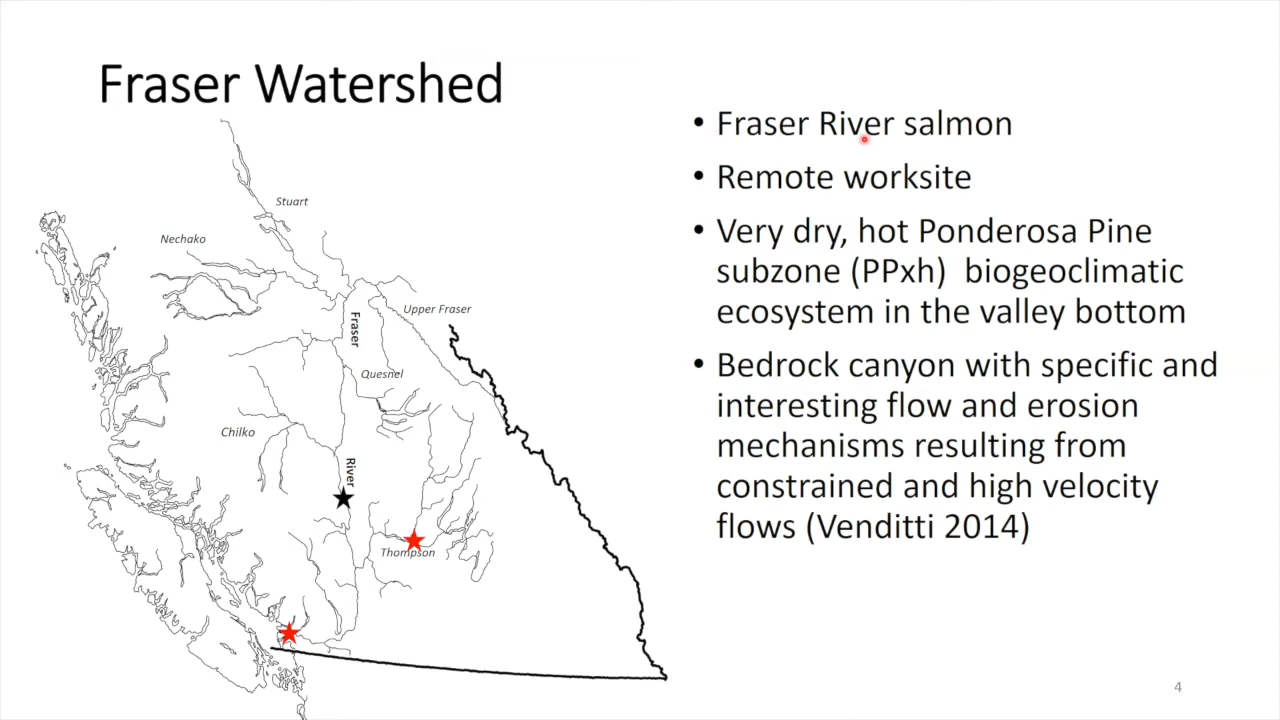 Fraser Watershed
• Fraser River salmon
• Remote worksite
• Very dry, hot Ponderosa Pine
subzone (PPxh)  biogeoclimatic
ecosystem in the valley bottom
• Bedrock canyon with specific and
interesting flow and erosion
mechanisms resulting from
constrained and high velocity
flows (Venditti 2014)
Stuart
Nechako
Upper Fraser
Fraser
Quesnel
Chilko
River
Thompson
4